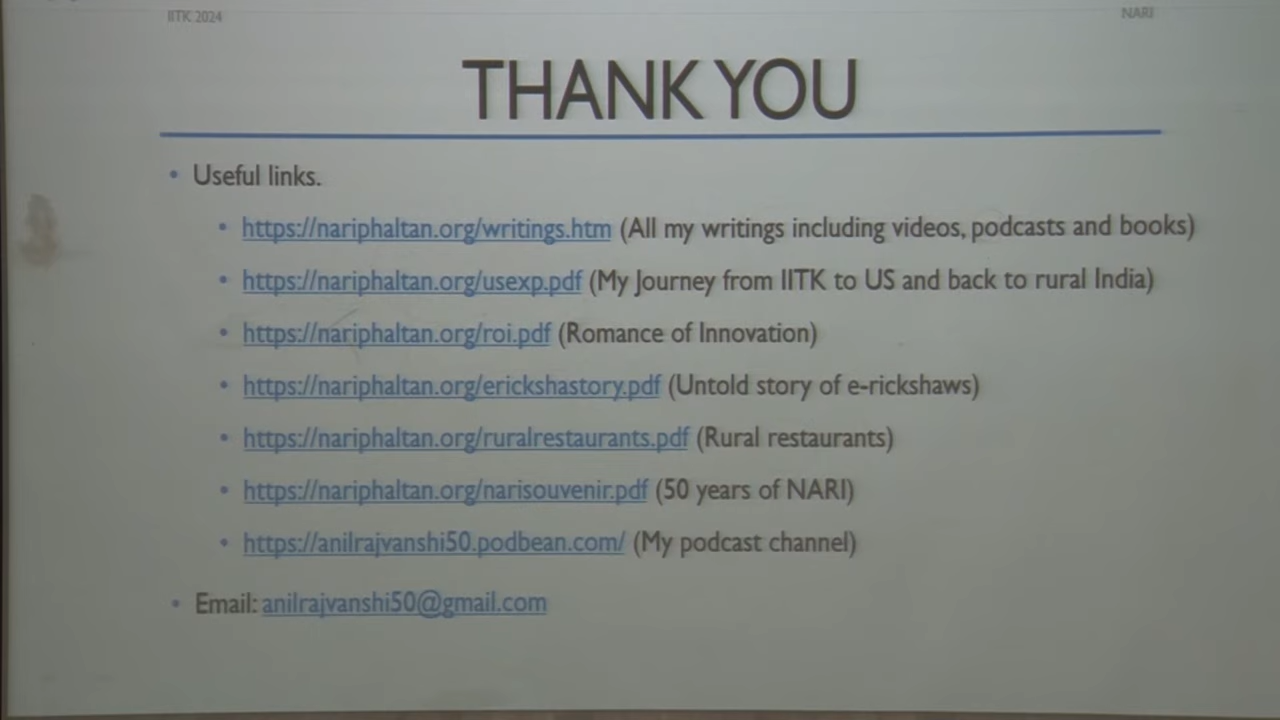 IITK 2024
NARI
THANK YOU
• Useful links.
• https://nariphaltan.org/writings.htm (All my writings including videos, podcasts and books)
• https://nariphaltan.org/usexp.pdf (My Journey from IITK to US and back to rural India)
• https://nariphaltan.org/roi.pdf (Romance of Innovation)
• https://nariphaltan.org/erickshastory.pdf (Untold story of e-rickshaws)
• https://nariphaltan.org/ruralrestaurants.pdf (Rural restaurants)
• https://nariphaltan.org/narisouvenir.pdf (50 years of NARI)
• https://anilrajvanshi50.podbean.com/ (My podcast channel)
• Email: anilrajvanshi50@gmail.com